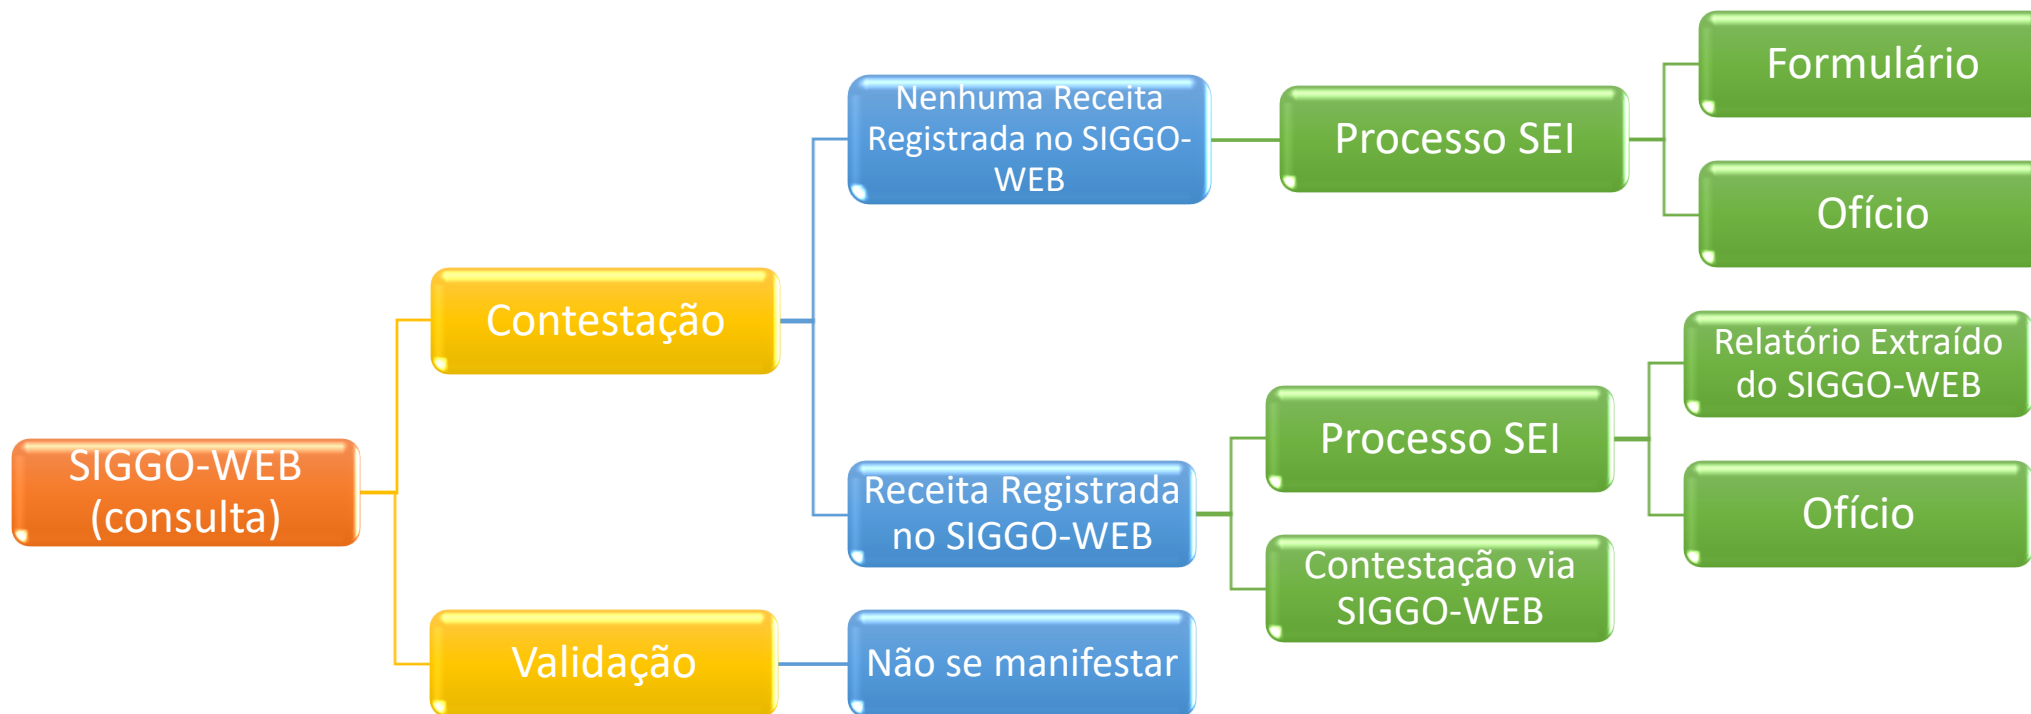 SIGGO-WEB
(consulta)
Contestação
Nenhuma Receita
Registrada no SIGGO-
WEB
Processo SEI
Formulário
Ofício
Receita Registrada
no SIGGO-WEB
Processo SEI
Relatório Extraído
do SIGGO-WEB
Ofício
Contestação via
SIGGO-WEB
Validação
Não se manifestar